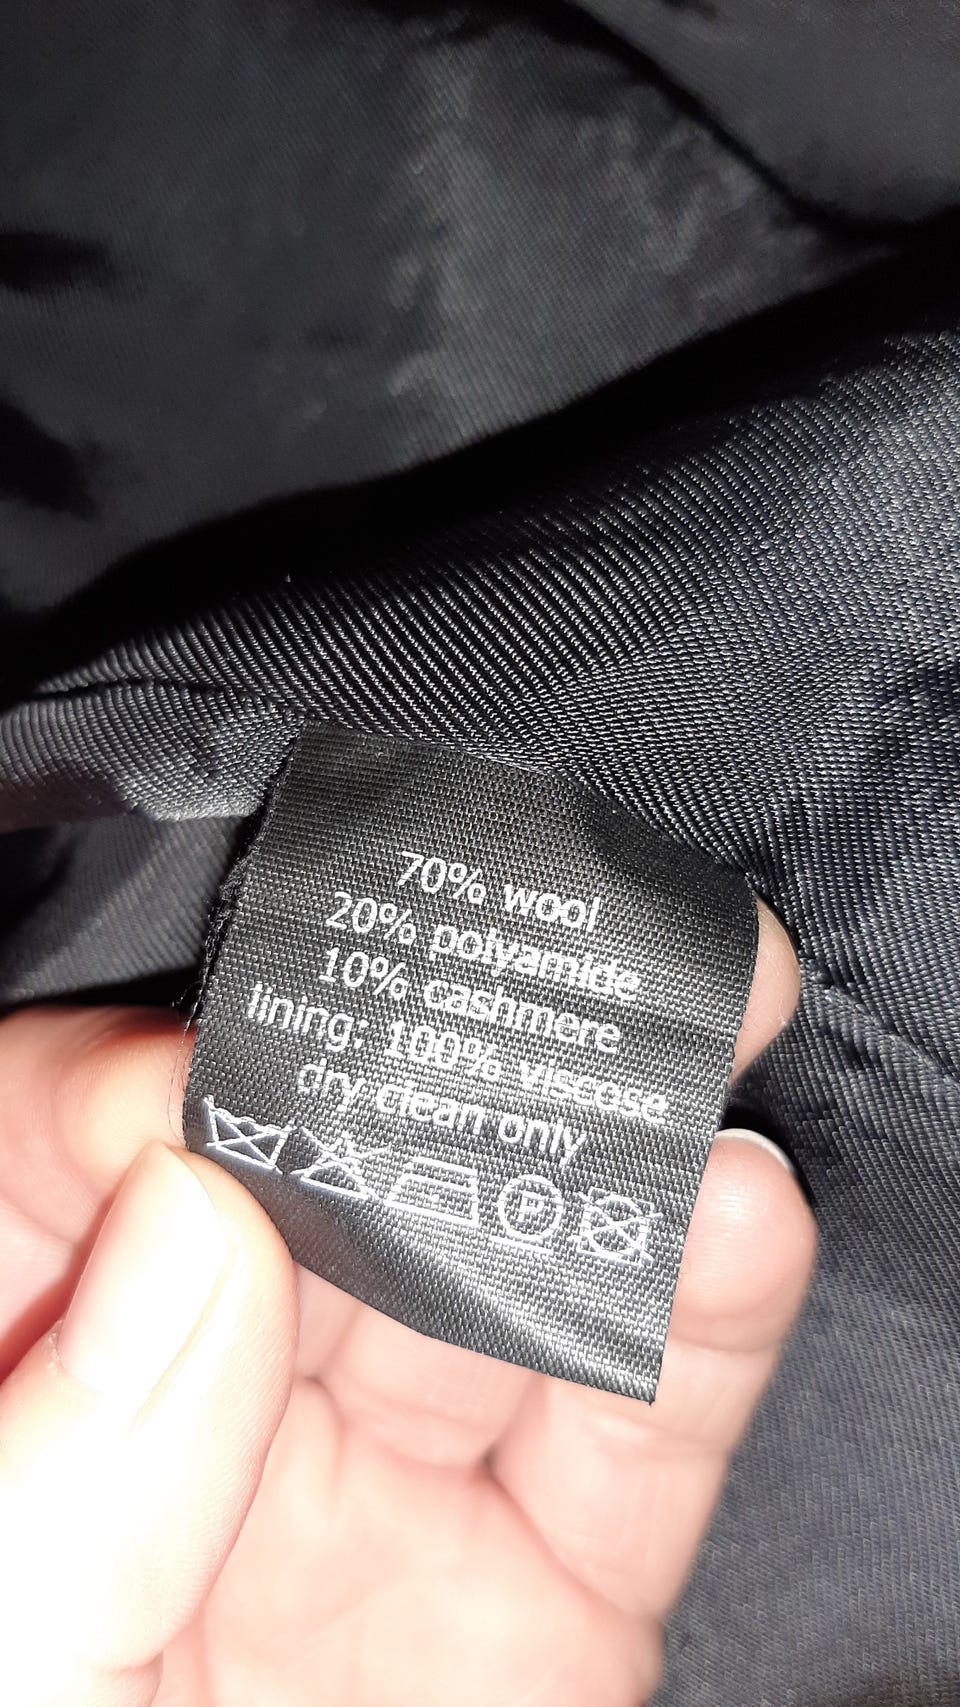 70% wool
20% polyamide
10% cashmere
lining: 100% viscose
dry clean only
P